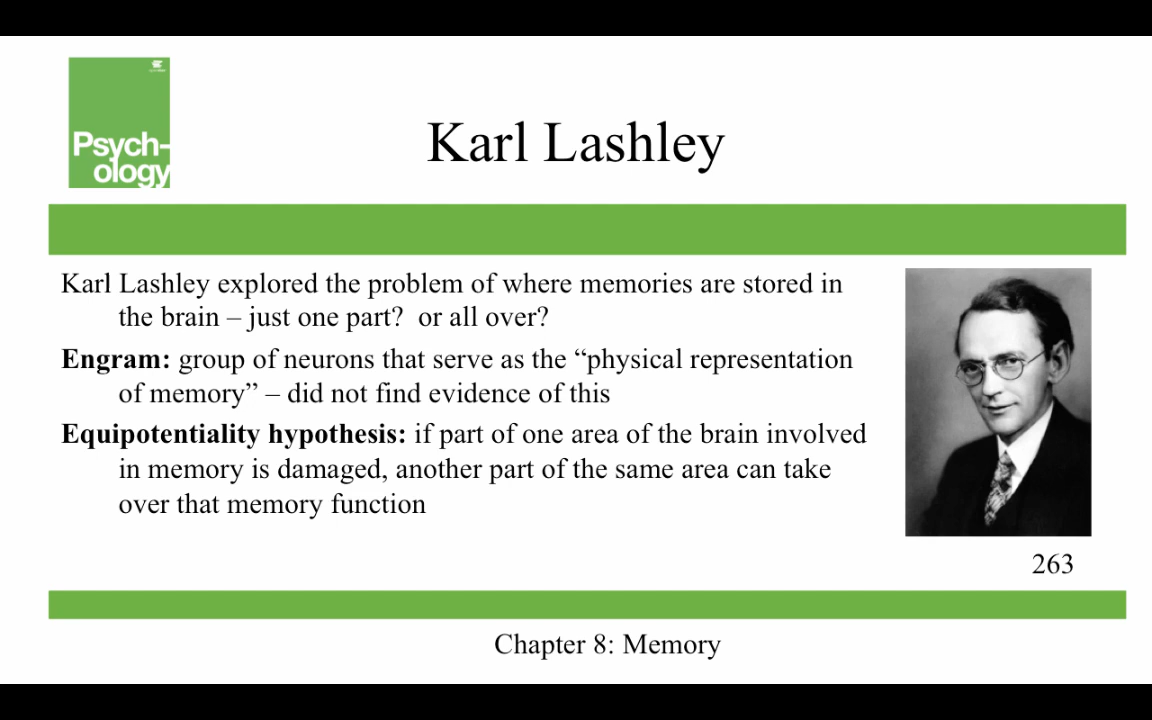 Psych-
ology
Karl Lashley
Karl Lashley explored the problem of where memories are stored in
the brain – just one part?  or all over?
Engram: group of neurons that serve as the “physical representation
of memory” – did not find evidence of this
Equipotentiality hypothesis: if part of one area of the brain involved
in memory is damaged, another part of the same area can take
over that memory function
263
Chapter 8: Memory